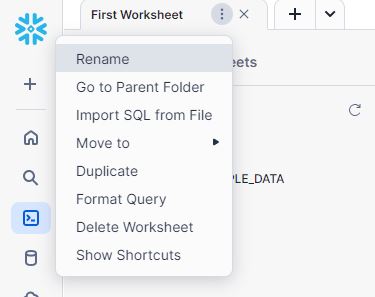 First Worksheet
Rename
eets
Go to Parent Folder
Import SQL from File
Move to
Duplicate
PLE_DATA
Format Query
Delete Worksheet
Show Shortcuts